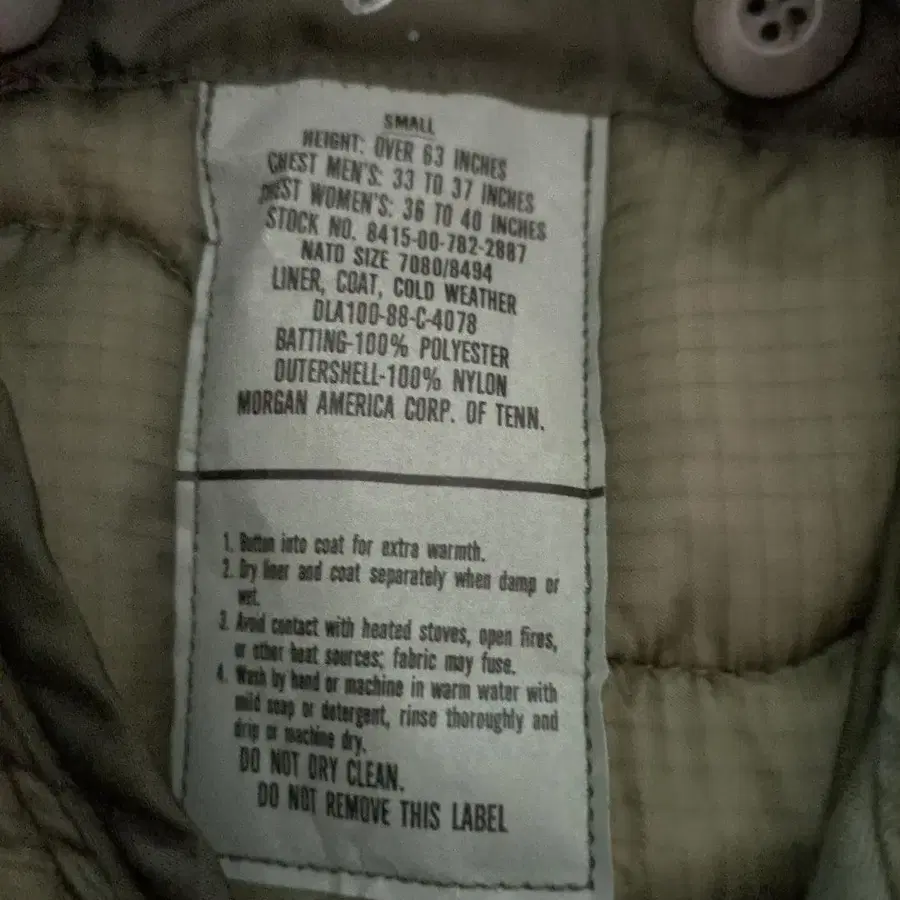 SMALL
HEIGHT: OVER 63 INCHES
CHEST MEN'S: 33 TO 37 INCHES
CHEST WOMEN'S: 36 TO 40 INCHES
STOCK NO. 8415-00-782-2887
NATO SIZE 7080/8494
LINER, COAT, COLD WEATHER
DLA100-88-C-4078
BATTING-100% POLYESTER
OUTERSHELL-100% NYLON
MORGAN AMERICA CORP. OF TENN.
1. Button into coat for extra warmth.
2. Dry liner and coat separately when damp or
wet.
3. Avoid contact with heated stoves, open fires,
or other heat sources; fabric may fuse.
4. Wash by hand or machine in warm water with
mild soap or detergent, rinse thoroughly and
drip or machine dry.
DO NOT DRY CLEAN.
DO NOT REMOVE THIS LABEL